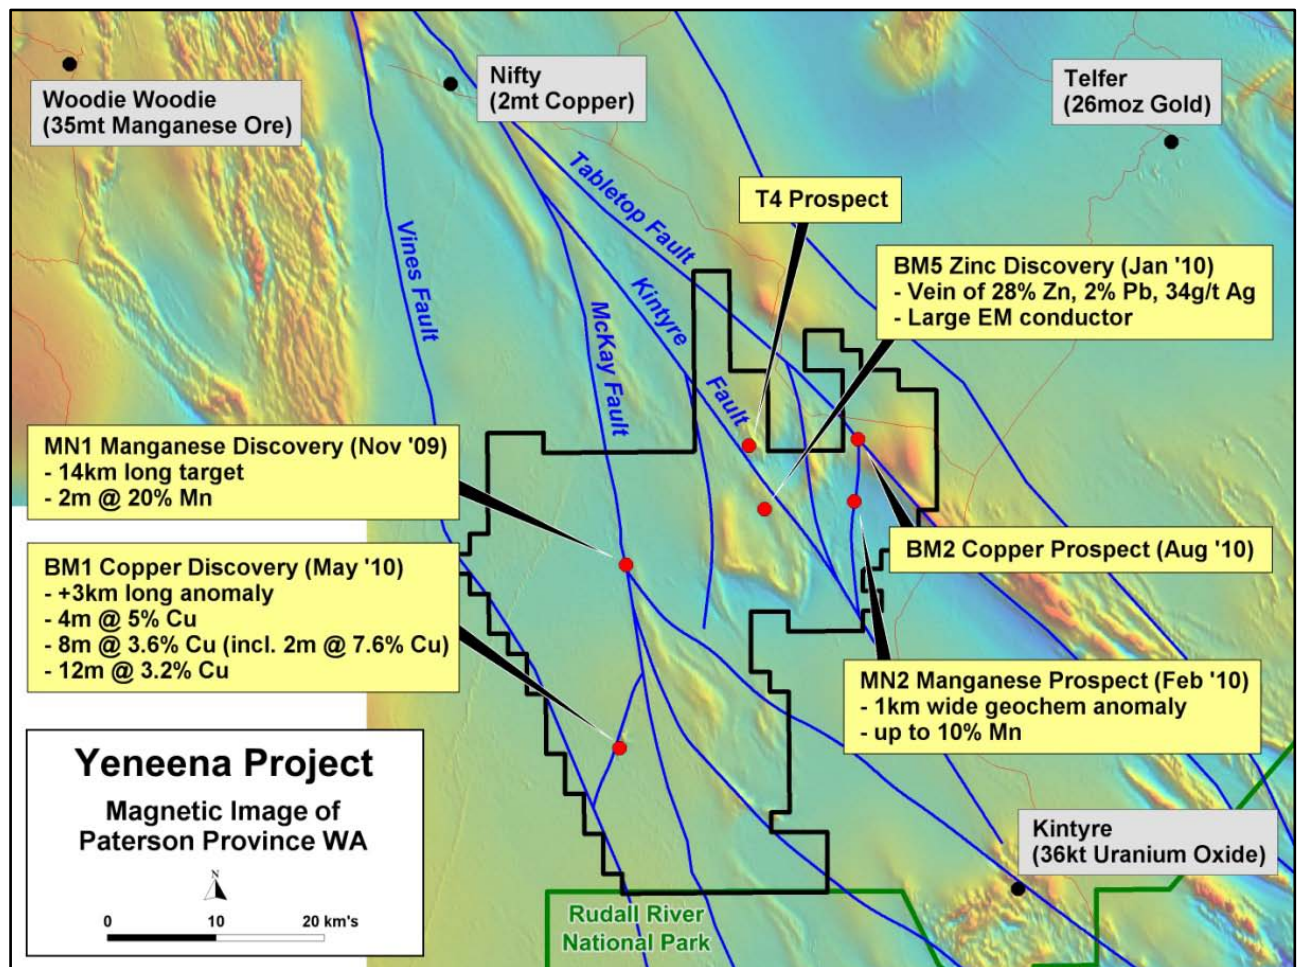 Woodie Woodie
(35mt Manganese Ore)
Nifty
(2mt Copper)
Telfer
(26moz Gold)
Tabletop Fault
T4 Prospect
Vines Fault
Kintyre
Fault
McKay Fault
BM5 Zinc Discovery (Jan '10)
- Vein of 28% Zn, 2% Pb, 34g/t Ag
- Large EM conductor
MN1 Manganese Discovery (Nov '09)
- 14km long target
- 2m @ 20% Mn
BM1 Copper Discovery (May '10)
- +3km long anomaly
- 4m @ 5% Cu
- 8m @ 3.6% Cu (incl. 2m @ 7.6% Cu)
- 12m @ 3.2% Cu
BM2 Copper Prospect (Aug '10)
MN2 Manganese Prospect (Feb '10)
- 1km wide geochem anomaly
- up to 10% Mn
Yeneena Project
Magnetic Image of
Paterson Province WA
N
0 10 20 km's
Kintyre
(36kt Uranium Oxide)
Rudall River
National Park